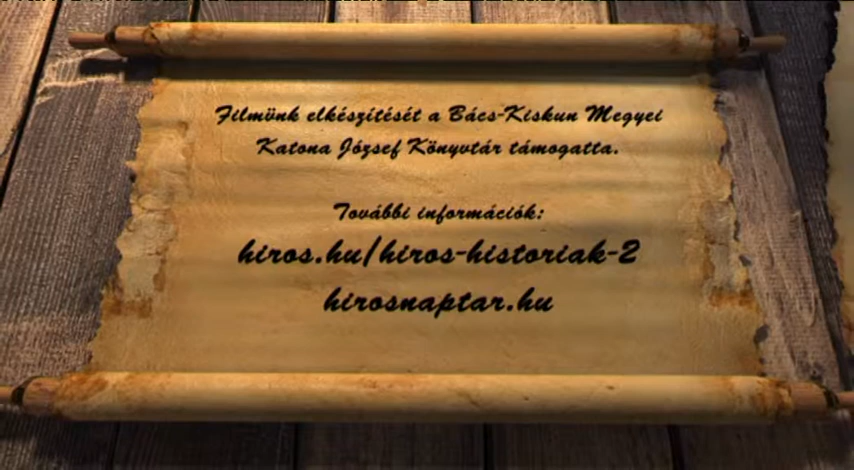 Filmünk elkészítését a Bács-Kiskun Megyei
Katona József Könyvtár támogatta.
További információk:
hiros.hu/hiros-historiak-2
hirosnaptar.hu